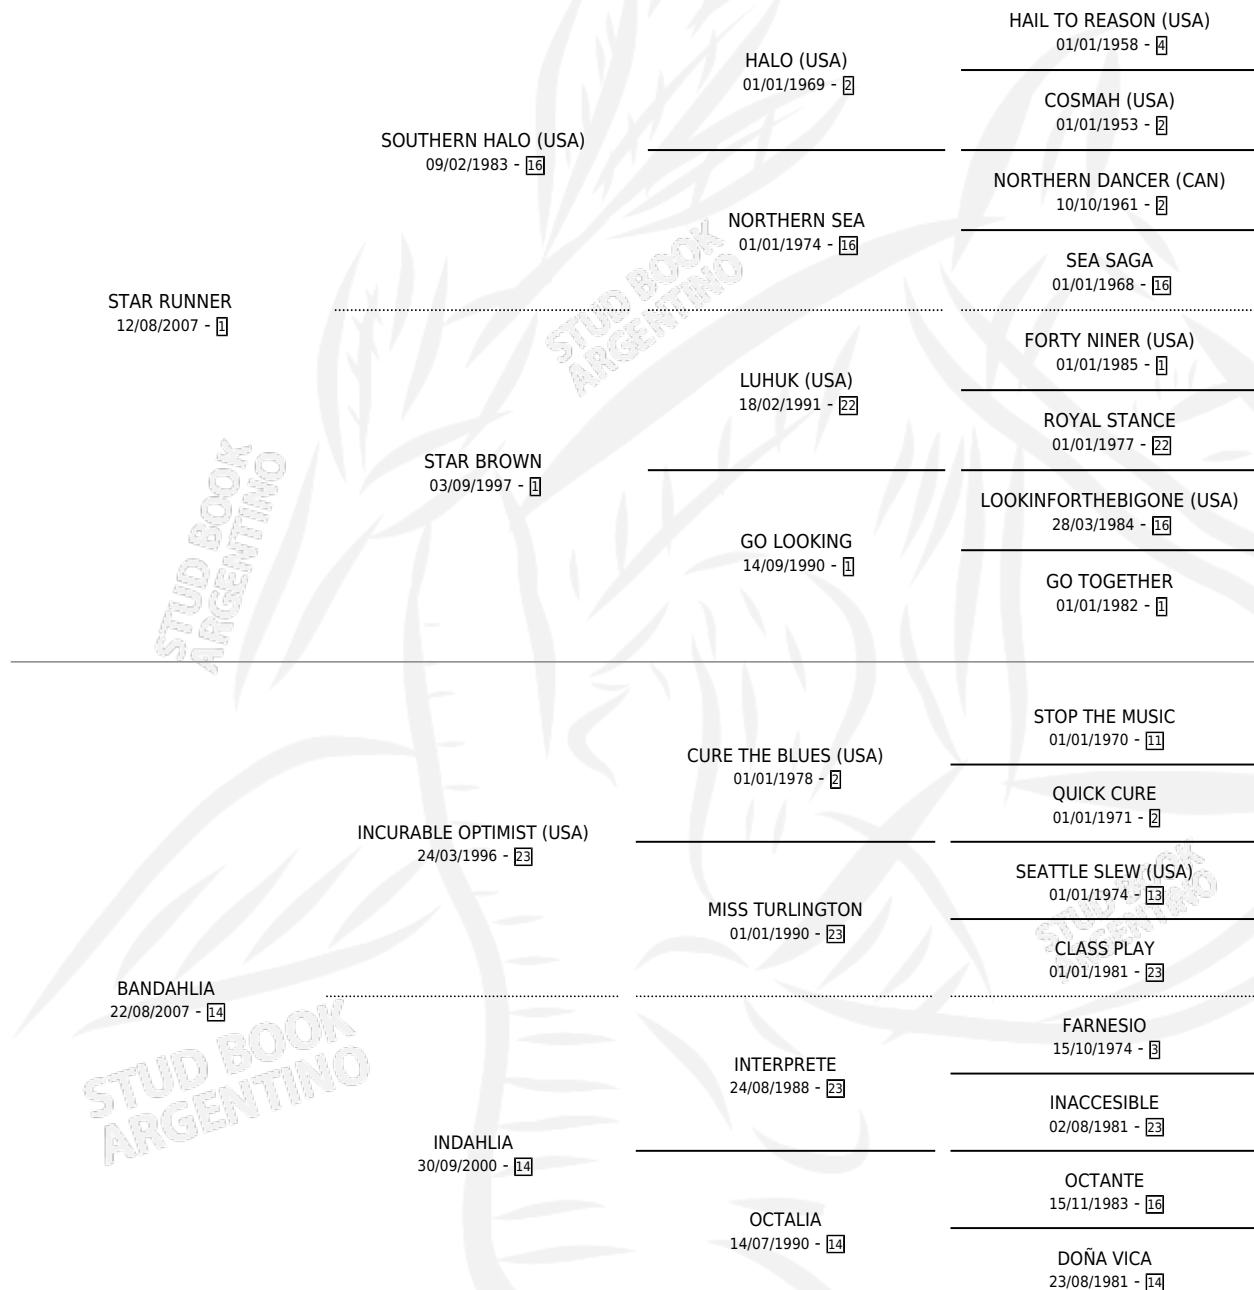 HAIL TO REASON (USA)
01/01/1958 - 4
HALO (USA)
01/01/1969 - 2
COSMAH (USA)
01/01/1953 - 2
SOUTHERN HALO (USA)
09/02/1983 - 16
NORTHERN DANCER (CAN)
10/10/1961 - 2
NORTHERN SEA
01/01/1974 - 16
SEA SAGA
01/01/1968 - 16
STAR RUNNER
12/08/2007 - 1
STUD BOOK
ARGENTINO
FORTY NINER (USA)
01/01/1985 - 1
LUHUK (USA)
18/02/1991 - 22
ROYAL STANCE
01/01/1977 - 22
STAR BROWN
03/09/1997 - 1
LOOKINFORTHEBIGONE (USA)
28/03/1984 - 16
GO LOOKING
14/09/1990 - 1
GO TOGETHER
01/01/1982 - 1
STUD BOOK
ARGENTINO
STOP THE MUSIC
01/01/1970 - 11
CURE THE BLUES (USA)
01/01/1978 - 2
QUICK CURE
01/01/1971 - 2
INCURABLE OPTIMIST (USA)
24/03/1996 - 23
SEATTLE SLEW (USA)
01/01/1974 - 13
MISS TURLINGTON
01/01/1990 - 23
STUD BOOK
ARGENTINO
CLASS PLAY
01/01/1981 - 23
BANDAHLIA
22/08/2007 - 14
FARNESIO
15/10/1974 - 3
INTERPRETE
24/08/1988 - 23
INACCESIBLE
02/08/1981 - 23
STUD BOOK
ARGENTINO
INDAHLIA
30/09/2000 - 14
OCTANTE
15/11/1983 - 16
OCTALIA
14/07/1990 - 14
DOÑA VICA
23/08/1981 - 14